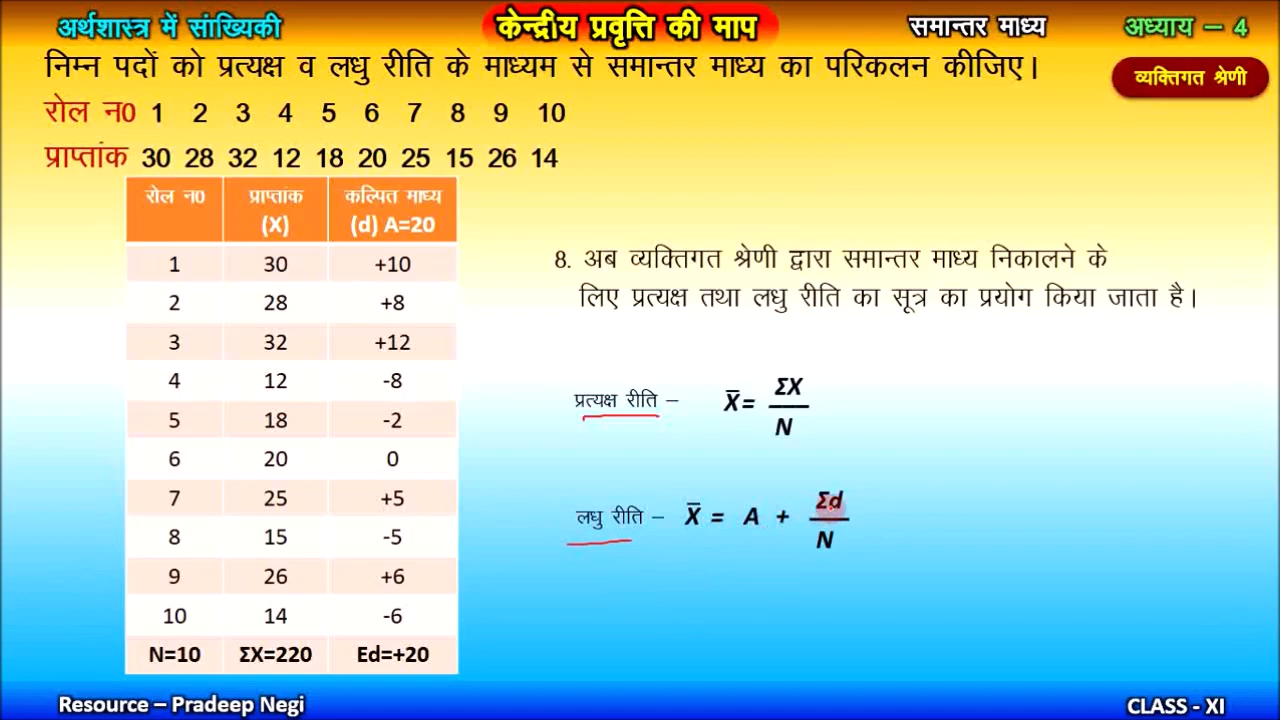 अर्थशास्त्र में सांख्यिकी
केन्द्रीय प्रवृत्ति की माप
समान्तर माध्य
अध्याय – 4
निम्न पदों को प्रत्यक्ष व लधु रीति के माध्यम से समान्तर माध्य का परिकलन कीजिए।
व्यक्तिगत श्रेणी
रोल न0 1 2 3 4 5 6 7 8 9 10
प्राप्तांक 30 28 32 12 18 20 25 15 26 14
रोल न0 प्राप्तांक (X) कल्पित माध्य (d) A=20
1 30 +10
2 28 +8
3 32 +12
4 12 -8
5 18 -2
6 20 0
7 25 +5
8 15 -5
9 26 +6
10 14 -6
N=10 ΣX=220 Ed=+20
8. अब व्यक्तिगत श्रेणी द्वारा समान्तर माध्य निकालने के
लिए प्रत्यक्ष तथा लधु रीति का सूत्र का प्रयोग किया जाता है।
प्रत्यक्ष रीति – X̄ = ΣX / N
लधु रीति – X̄ = A + Σd / N
Resource – Pradeep Negi
CLASS - XI